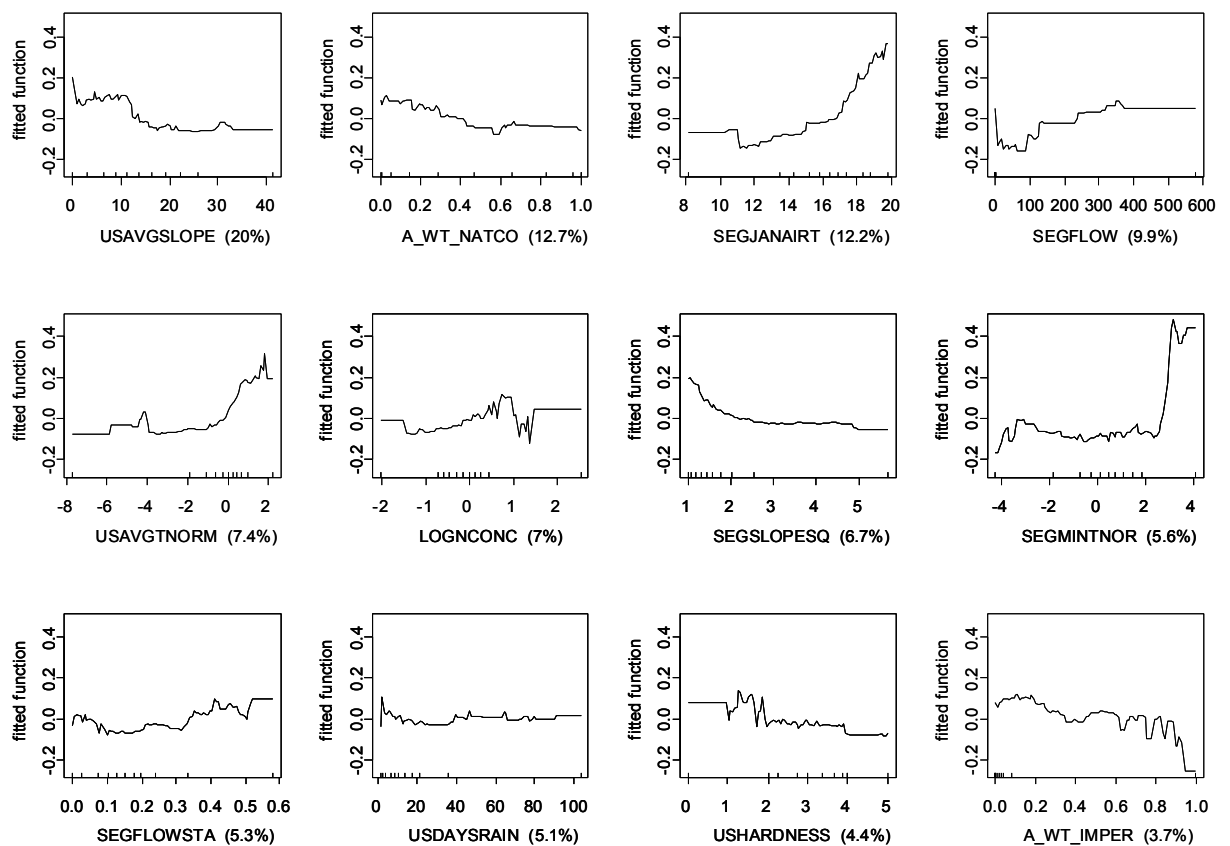 fitted function
-0.2 0.0 0.2 0.4
0 10 20 30 40
USAVGSLOPE (20%)
fitted function
-0.2 0.0 0.2 0.4
0.0 0.2 0.4 0.6 0.8 1.0
A_WT_NATCO (12.7%)
fitted function
-0.2 0.0 0.2 0.4
8 10 12 14 16 18 20
SEGJANAIRT (12.2%)
fitted function
-0.2 0.0 0.2 0.4
0 100 200 300 400 500 600
SEGFLOW (9.9%)
fitted function
-0.2 0.0 0.2 0.4
-8 -6 -4 -2 0 2
USAVGTNORM (7.4%)
fitted function
-0.2 0.0 0.2 0.4
-2 -1 0 1 2
LOGNCONC (7%)
fitted function
-0.2 0.0 0.2 0.4
1 2 3 4 5
SEGSLOPESQ (6.7%)
fitted function
-0.2 0.0 0.2 0.4
-4 -2 0 2 4
SEGMINTNOR (5.6%)
fitted function
-0.2 0.0 0.2 0.4
0.0 0.1 0.2 0.3 0.4 0.5 0.6
SEGFLOWSTA (5.3%)
fitted function
-0.2 0.0 0.2 0.4
0 20 40 60 80 100
USDAYSRAIN (5.1%)
fitted function
-0.2 0.0 0.2 0.4
0 1 2 3 4 5
USHARDNESS (4.4%)
fitted function
-0.2 0.0 0.2 0.4
0.0 0.2 0.4 0.6 0.8 1.0
A_WT_IMPER (3.7%)